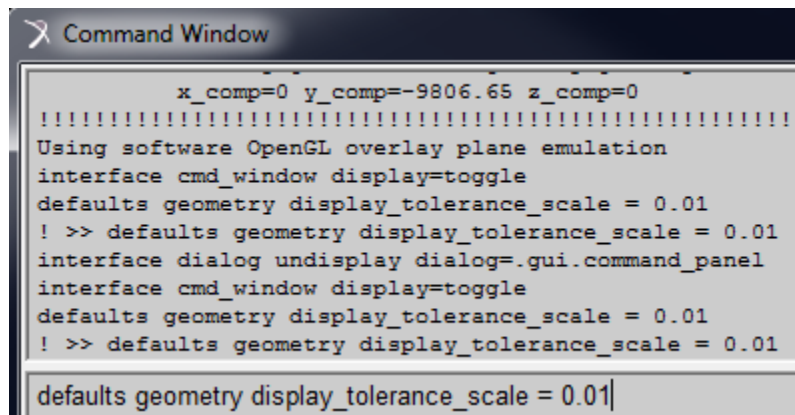 Command Window
x_comp=0 y_comp=-9806.65 z_comp=0
!!!!!!!!!!!!!!!!!!!!!!!!!!!!!!!!!!!!!!!!!!!!!!!!!!!!!
Using software OpenGL overlay plane emulation
interface cmd_window display=toggle
defaults geometry display_tolerance_scale = 0.01
! >> defaults geometry display_tolerance_scale = 0.01
interface dialog undisplay dialog=.gui.command_panel
interface cmd_window display=toggle
defaults geometry display_tolerance_scale = 0.01
! >> defaults geometry display_tolerance_scale = 0.01
defaults geometry display_tolerance_scale = 0.01